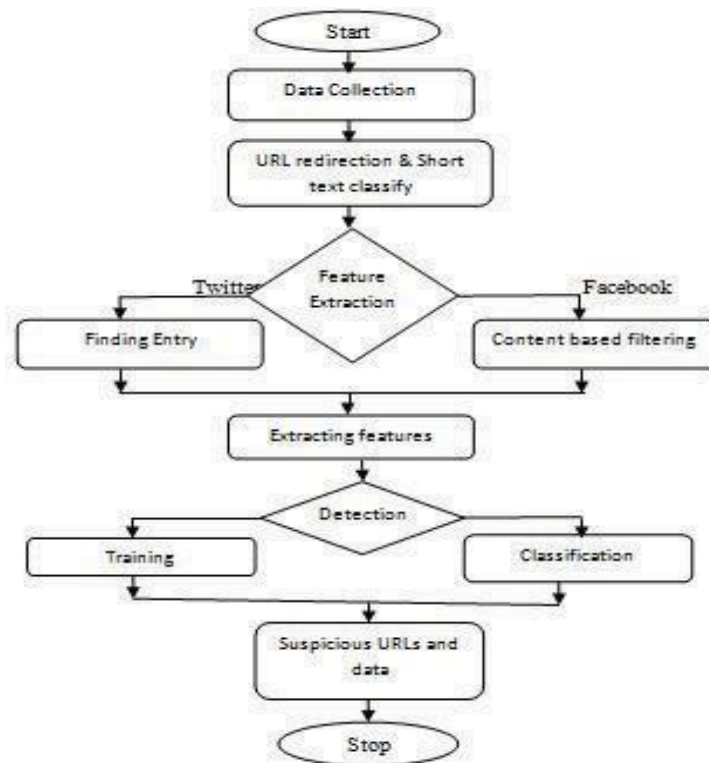 Start
Data Collection
URL redirection & Short
text classify
Feature
Extraction
Twitter
Facebook
Finding Entry
Content based filtering
Extracting features
Detection
Training
Classification
Suspicious URLs and
data
Stop